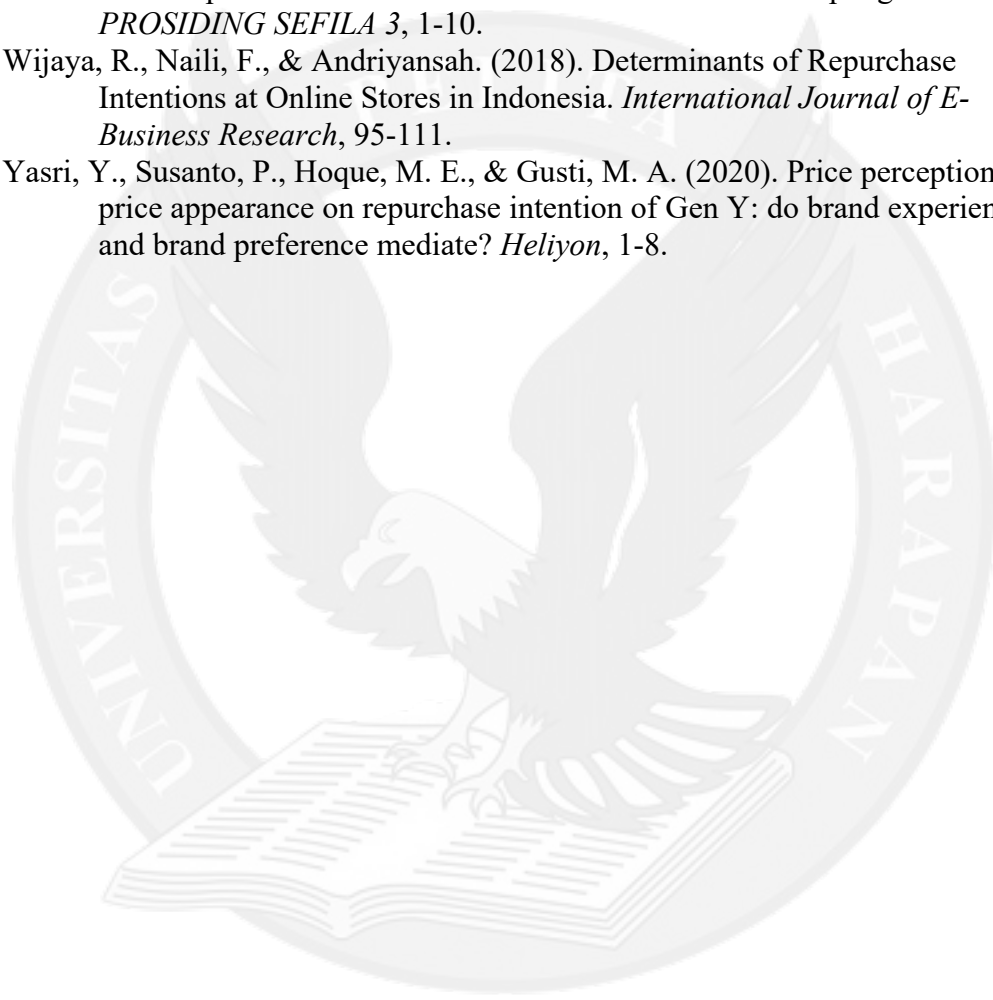 PROSIDING SEFILA 3, 1-10.
Wijaya, R., Naili, F., & Andriyansah. (2018). Determinants of Repurchase
Intentions at Online Stores in Indonesia. International Journal of E-
Business Research, 95-111.
Yasri, Y., Susanto, P., Hoque, M. E., & Gusti, M. A. (2020). Price perception
price appearance on repurchase intention of Gen Y: do brand
and brand preference mediate? Heliyon, 1-8.
UNIVERSITAS
PELITA
HARAPAN